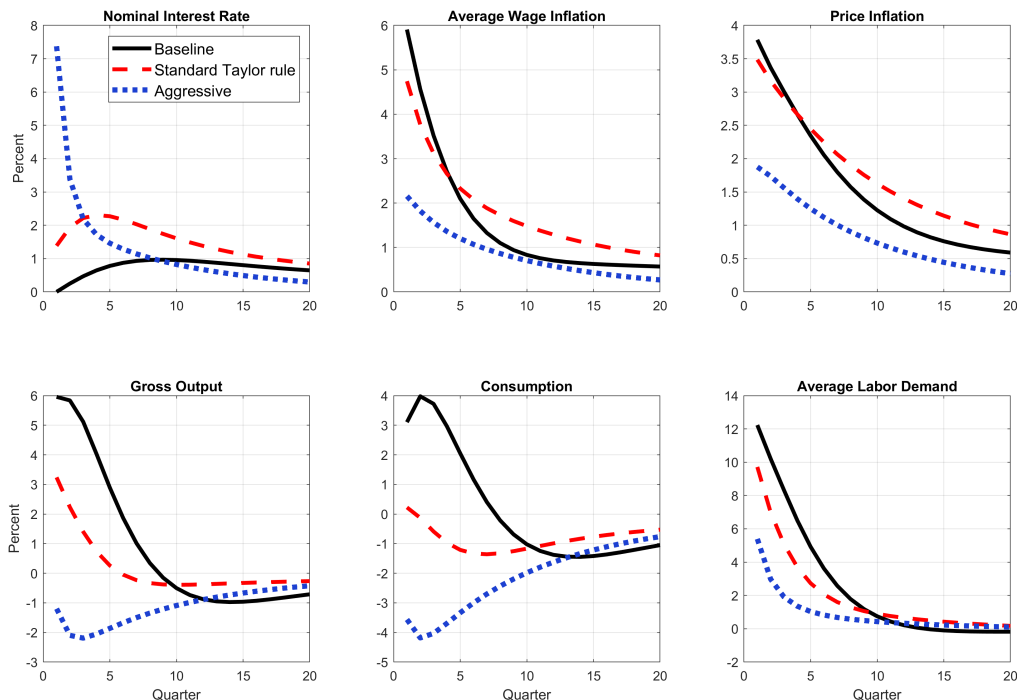 Nominal Interest Rate
8
7
6
5
4
3
2
1
0
Percent
0 5 10 15 20
Baseline
Standard Taylor rule
Aggressive
Average Wage Inflation
6
5
4
3
2
1
0
0 5 10 15 20
Price Inflation
4
3.5
3
2.5
2
1.5
1
0.5
0
0 5 10 15 20
Gross Output
6
5
4
3
2
1
0
-1
-2
-3
Percent
0 5 10 15 20
Quarter
Consumption
4
3
2
1
0
-1
-2
-3
-4
-5
0 5 10 15 20
Quarter
Average Labor Demand
14
12
10
8
6
4
2
0
-2
0 5 10 15 20
Quarter